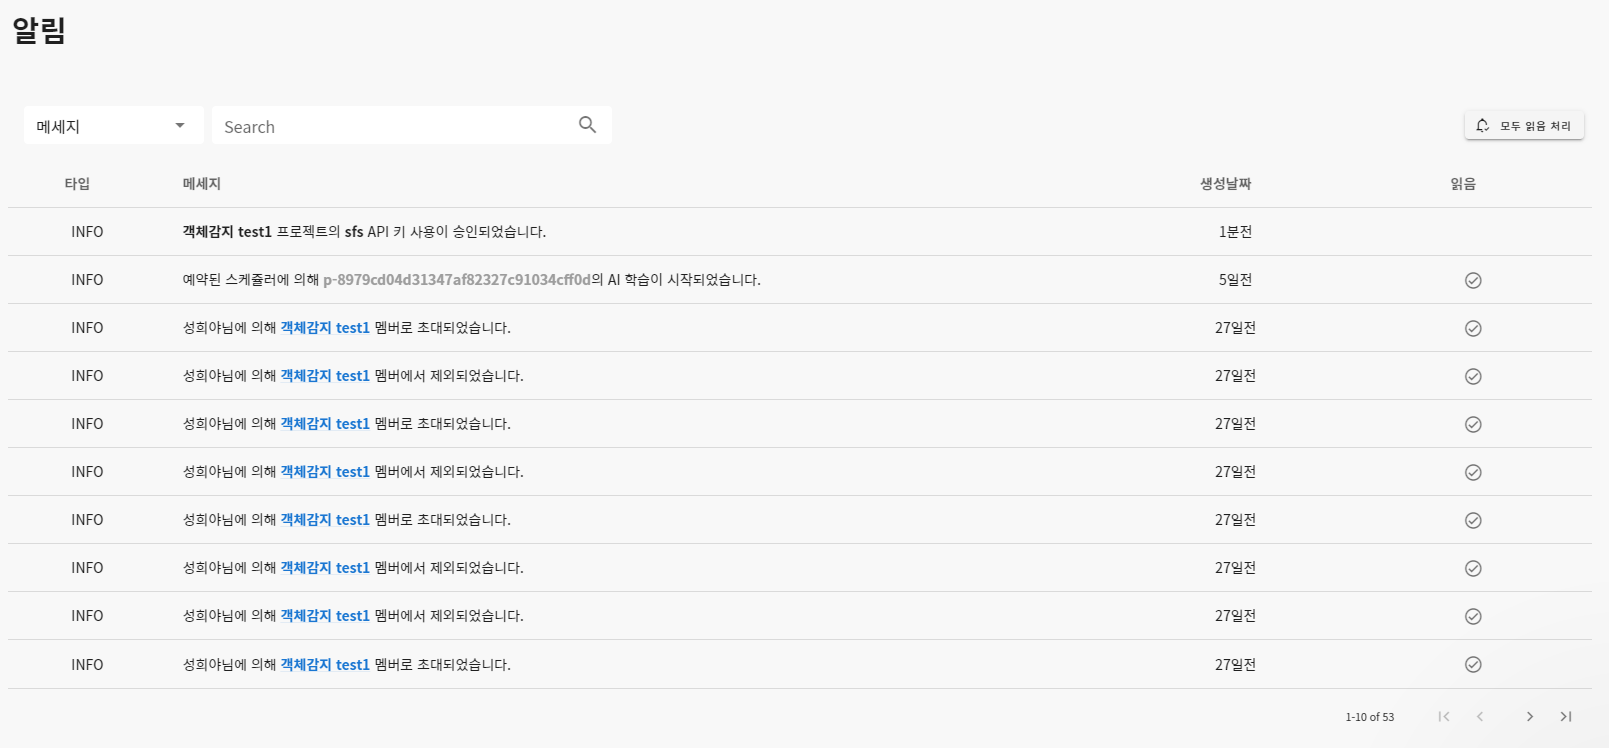 알림
메세지
Search
모두 읽음 처리
타입 메세지 생성날짜 읽음
INFO 객체감지 test1 프로젝트의 sfs API 키 사용이 승인되었습니다. 1분전
INFO 예약된 스케쥴러에 의해 p-8979cd04d31347af82327c91034cff0d의 AI 학습이 시작되었습니다. 5일전
INFO 성희야님에 의해 객체감지 test1 멤버로 초대되었습니다. 27일전
INFO 성희야님에 의해 객체감지 test1 멤버에서 제외되었습니다. 27일전
INFO 성희야님에 의해 객체감지 test1 멤버로 초대되었습니다. 27일전
INFO 성희야님에 의해 객체감지 test1 멤버에서 제외되었습니다. 27일전
INFO 성희야님에 의해 객체감지 test1 멤버로 초대되었습니다. 27일전
INFO 성희야님에 의해 객체감지 test1 멤버에서 제외되었습니다. 27일전
INFO 성희야님에 의해 객체감지 test1 멤버에서 제외되었습니다. 27일전
INFO 성희야님에 의해 객체감지 test1 멤버로 초대되었습니다. 27일전
1-10 of 53